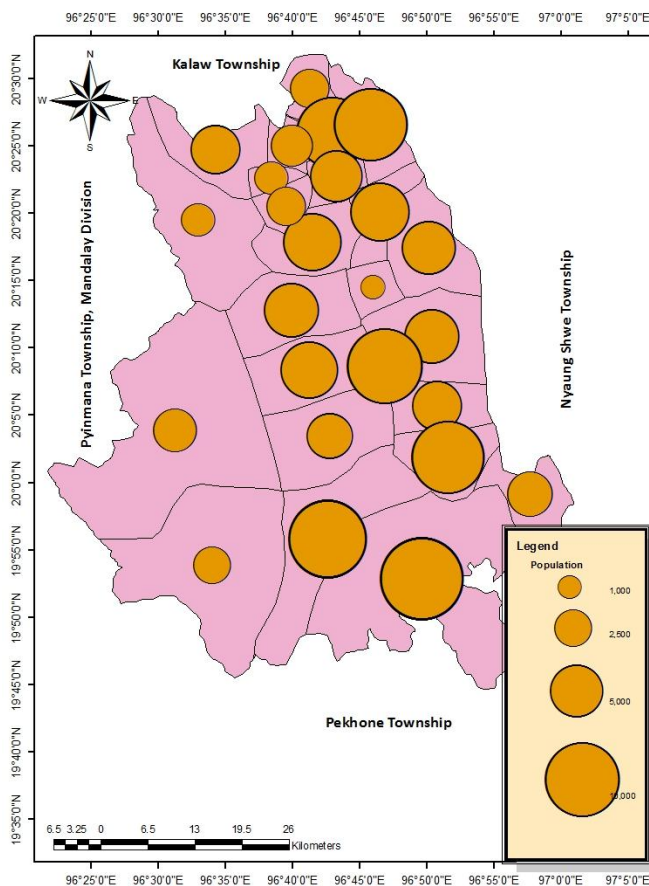 96°25'0"E 96°30'0"E 96°35'0"E 96°40'0"E 96°45'0"E 96°50'0"E 96°55'0"E 97°0'0"E 97°5'0"E
Kalaw Township
N
W E
S
20°30'0"N
20°25'0"N
20°20'0"N
20°15'0"N
20°10'0"N
20°5'0"N
20°0'0"N
19°55'0"N
19°50'0"N
19°45'0"N
19°40'0"N
19°35'0"N
Pyinmana Township, Mandalay Division
Nyaung Shwe Township
Pekhone Township
Legend
Population
1,000
2,500
5,000
10,000
6.5 3.25 0 6.5 13 19.5 26
Kilometers
96°25'0"E 96°30'0"E 96°35'0"E 96°40'0"E 96°45'0"E 96°50'0"E 96°55'0"E 97°0'0"E 97°5'0"E